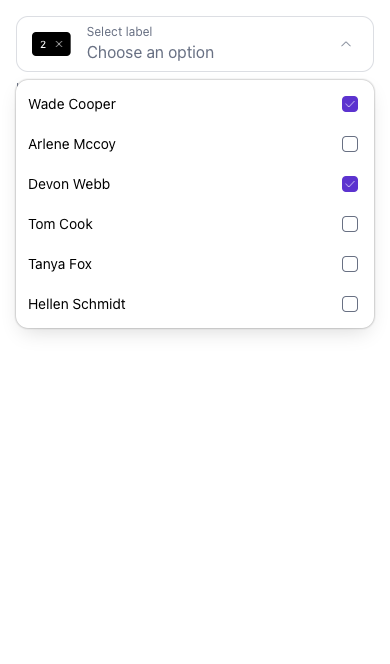 Select label
2
Choose an option
Wade Cooper
Arlene Mccoy
Devon Webb
Tom Cook
Tanya Fox
Hellen Schmidt